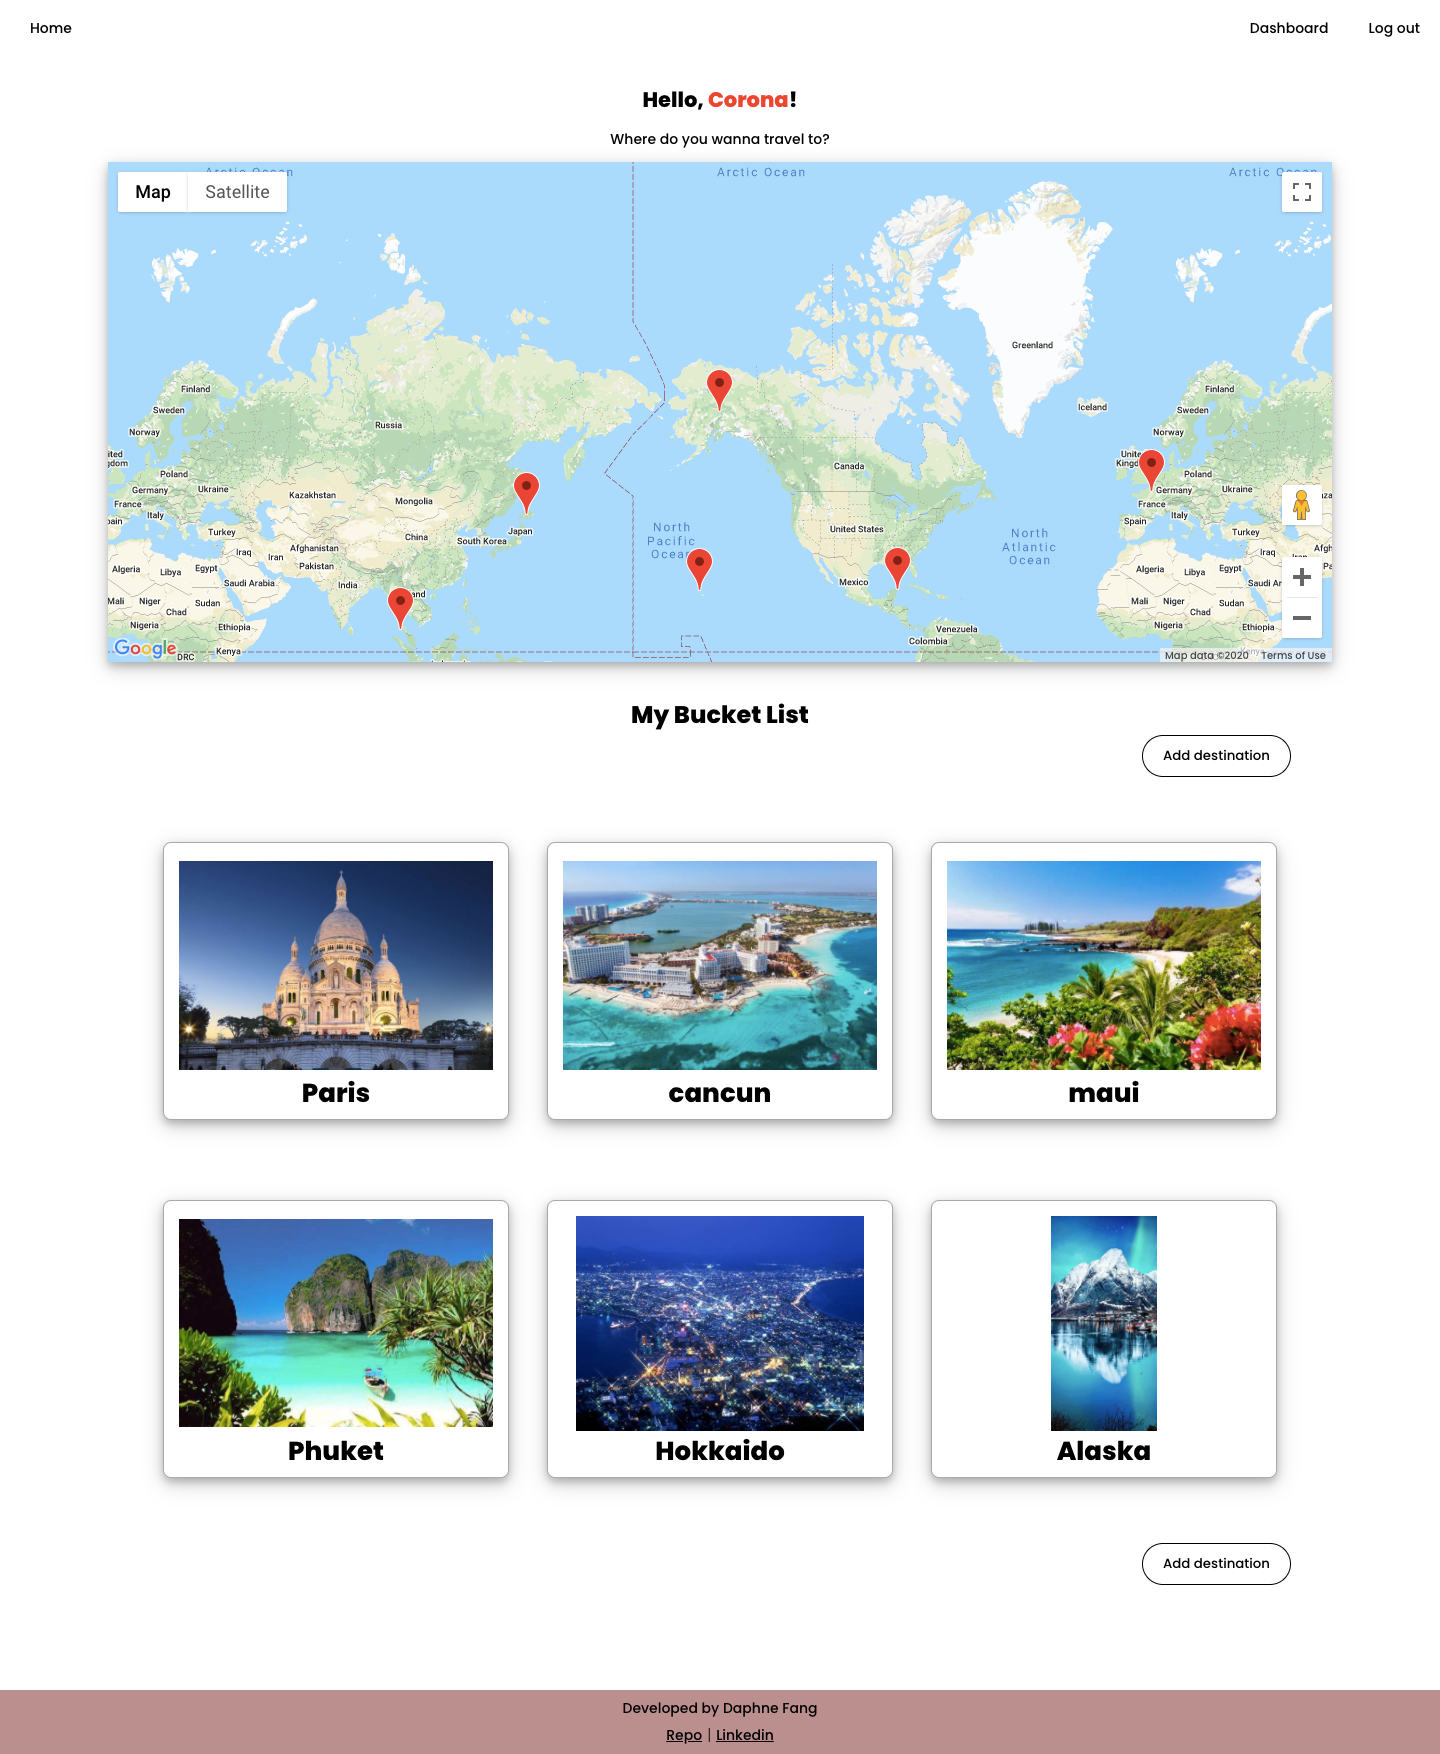 Home
Dashboard
Log out
Hello, Corona!
Where do you wanna travel to?
Map
Satellite
Arctic Ocean
Arctic Ocean
Greenland
Iceland
Finland
Sweden
Norway
Russia
Poland
Germany
Ukraine
France
Italy
Kazakhstan
Mongolia
Turkey
China
Japan
South Korea
Iraq
Iran
Afghanistan
Pakistan
Algeria
Libya
Egypt
Saudi Arabia
India
Mali
Niger
Chad
Sudan
Nigeria
Ethiopia
DRC
Kenya
Google
North
Pacific
Ocean
Canada
United States
Mexico
Venezuela
Colombia
North
Atlantic
Ocean
Finland
Sweden
Norway
Poland
Germany
Ukraine
France
Spain
Italy
Turkey
Iraq
Algeria
Libya
Egypt
Mali
Niger
Chad
Sudan
Nigeria
Ethiopia
Map data ©2020
Terms of Use
My Bucket List
Add destination
Paris
cancun
maui
Phuket
Hokkaido
Alaska
Add destination
Developed by Daphne Fang
Repo | Linkedin